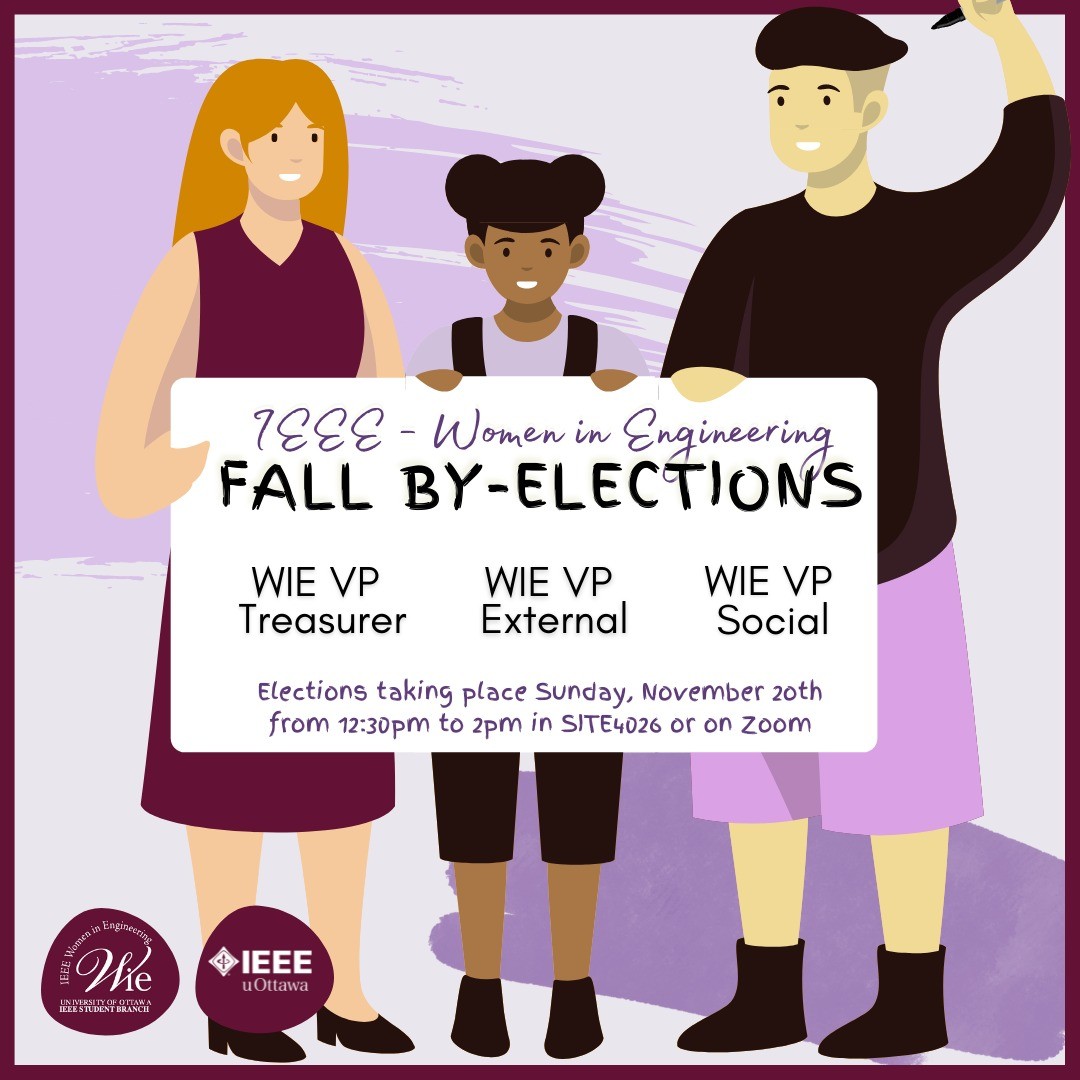 IEEE - Women in Engineering
FALL BY-ELECTIONS
WIE VP
Treasurer
WIE VP
External
WIE VP
Social
Elections taking place Sunday, November 20th
from 12:30pm to 2pm in SITE4026 or on Zoom
IEEE Women in Engineering
Wie
UNIVERSITY OF OTTAWA
IEEE STUDENT BRANCH
IEEE
uOttawa